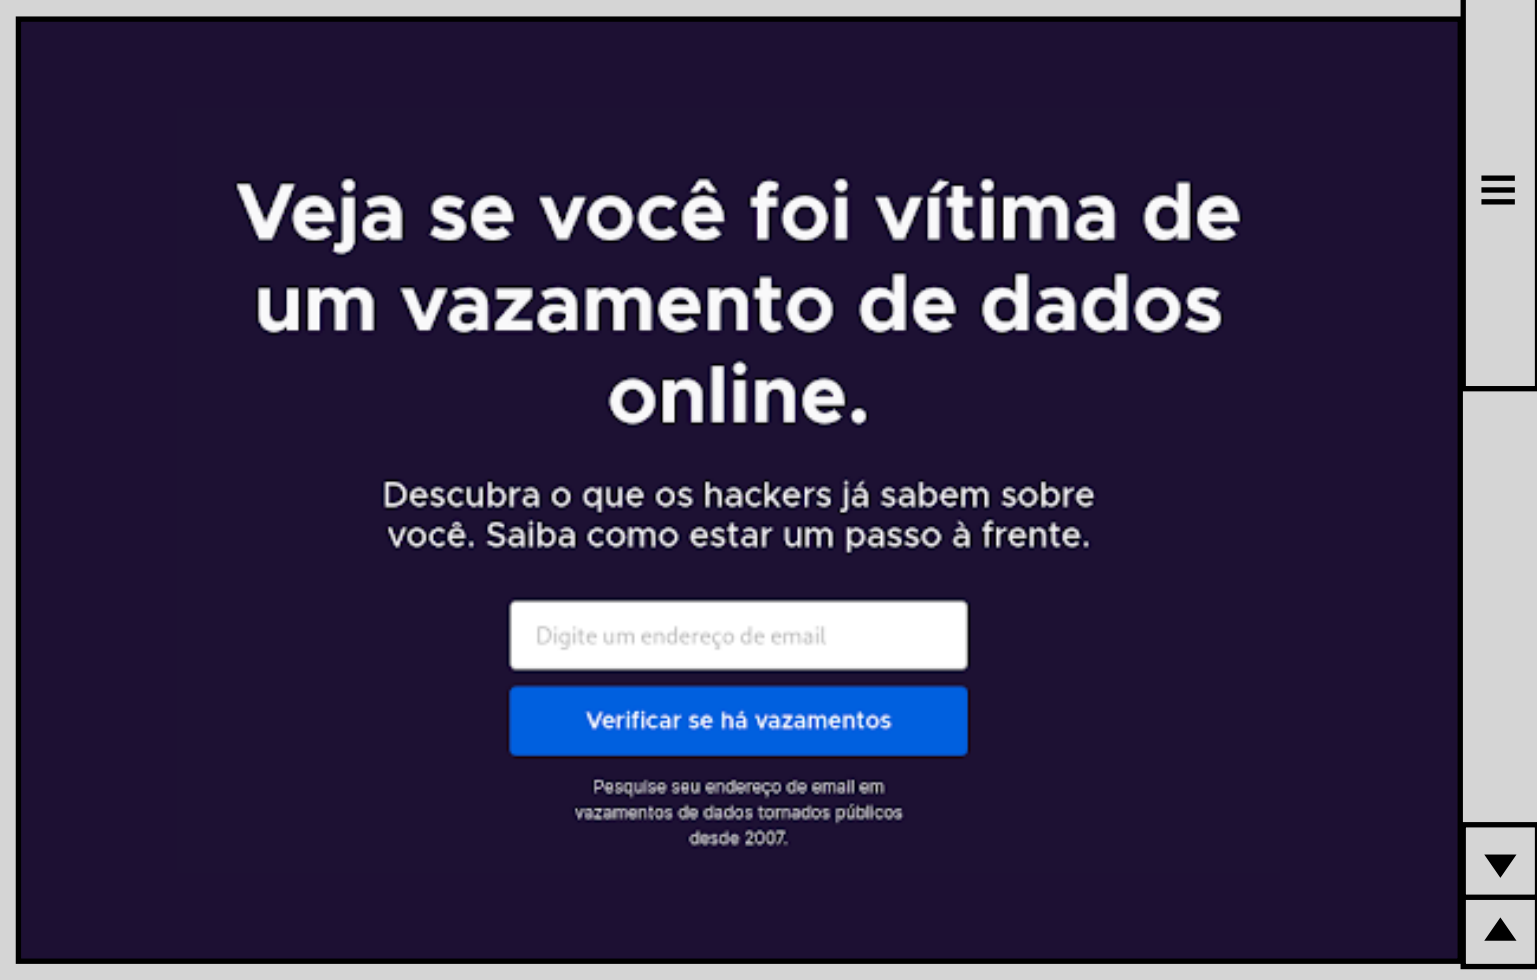 Veja se você foi vítima de
um vazamento de dados
online.
Descubra o que os hackers já sabem sobre
você. Saiba como estar um passo à frente.
Digite um endereço de email
Verificar se há vazamentos
Pesquise seu endereço de email em
vazamentos de dados tornados públicos
desde 2007.